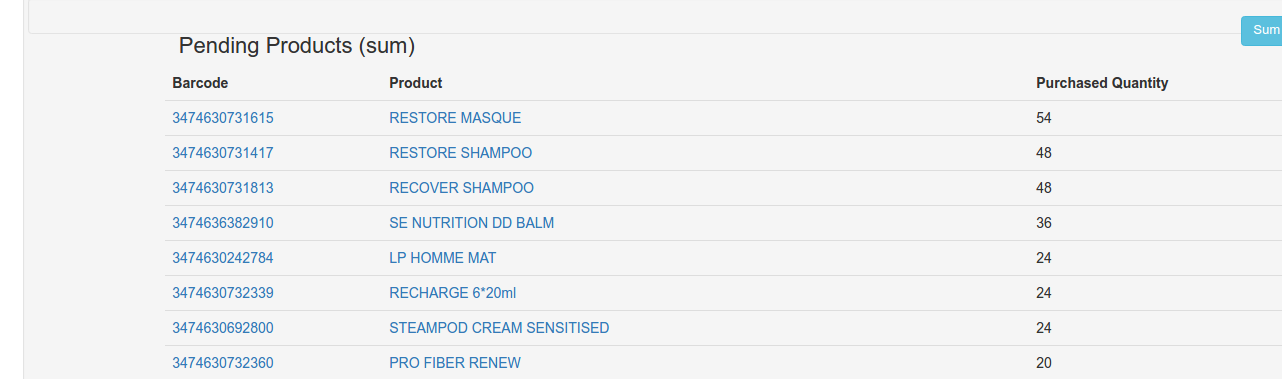 Sum
Pending Products (sum)
Barcode Product Purchased Quantity
3474630731615 RESTORE MASQUE 54
3474630731417 RESTORE SHAMPOO 48
3474630731813 RECOVER SHAMPOO 48
3474636382910 SE NUTRITION DD BALM 36
3474630242784 LP HOMME MAT 24
3474630732339 RECHARGE 6*20ml 24
3474630692800 STEAMPOD CREAM SENSITISED 24
3474630732360 PRO FIBER RENEW 20